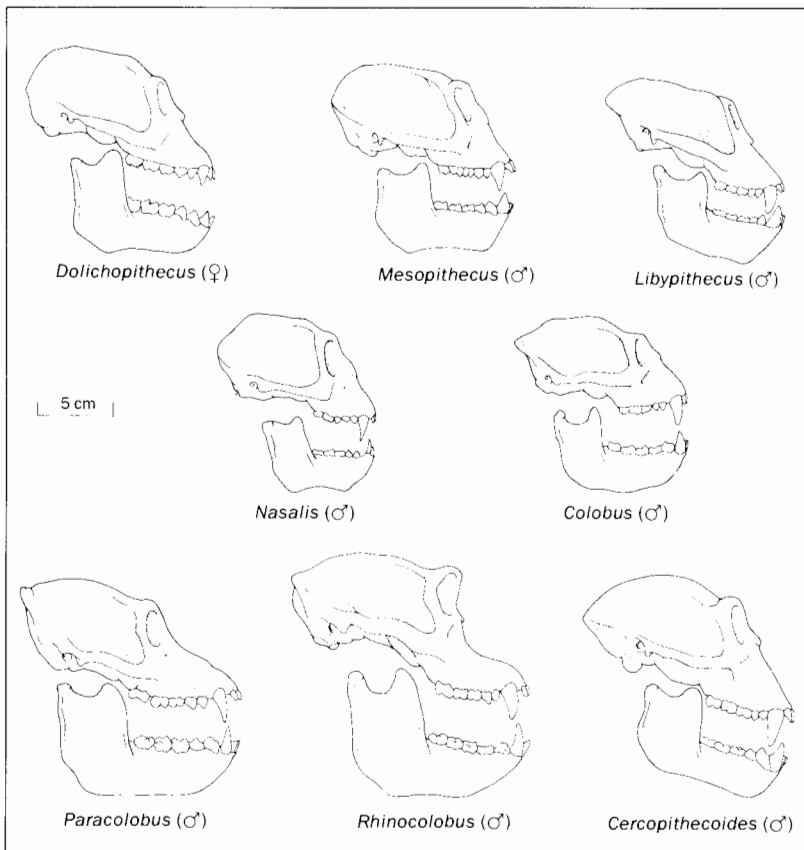 Dolichopithecus (♀)
Mesopithecus (♂)
Libypithecus (♂)
5 cm
Nasalis (♂)
Colobus (♂)
Paracolobus (♂)
Rhinocolobus (♂)
Cercopithecoides (♂)